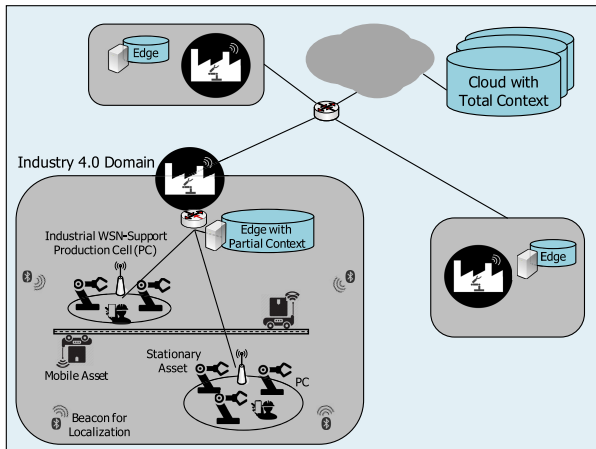 Edge
Cloud with
Total Context
Industry 4.0 Domain
Industrial WSN-Support
Production Cell (PC)
Edge with
Partial Context
Edge
Stationary
Asset
Mobile Asset
PC
Beacon for
Localization